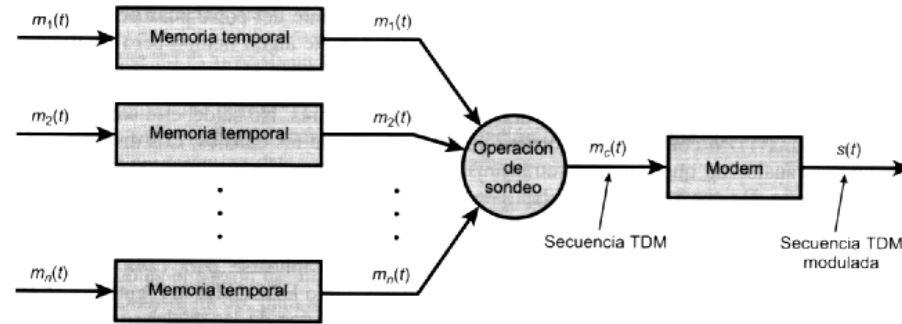 m₁(t)
Memoria temporal
m₁(t)
m₂(t)
Memoria temporal
m₂(t)
Operación
de
sondeo
m꜀(t)
Modem
s(t)
Secuencia TDM
Secuencia TDM
modulada
mₙ(t)
Memoria temporal
mₙ(t)